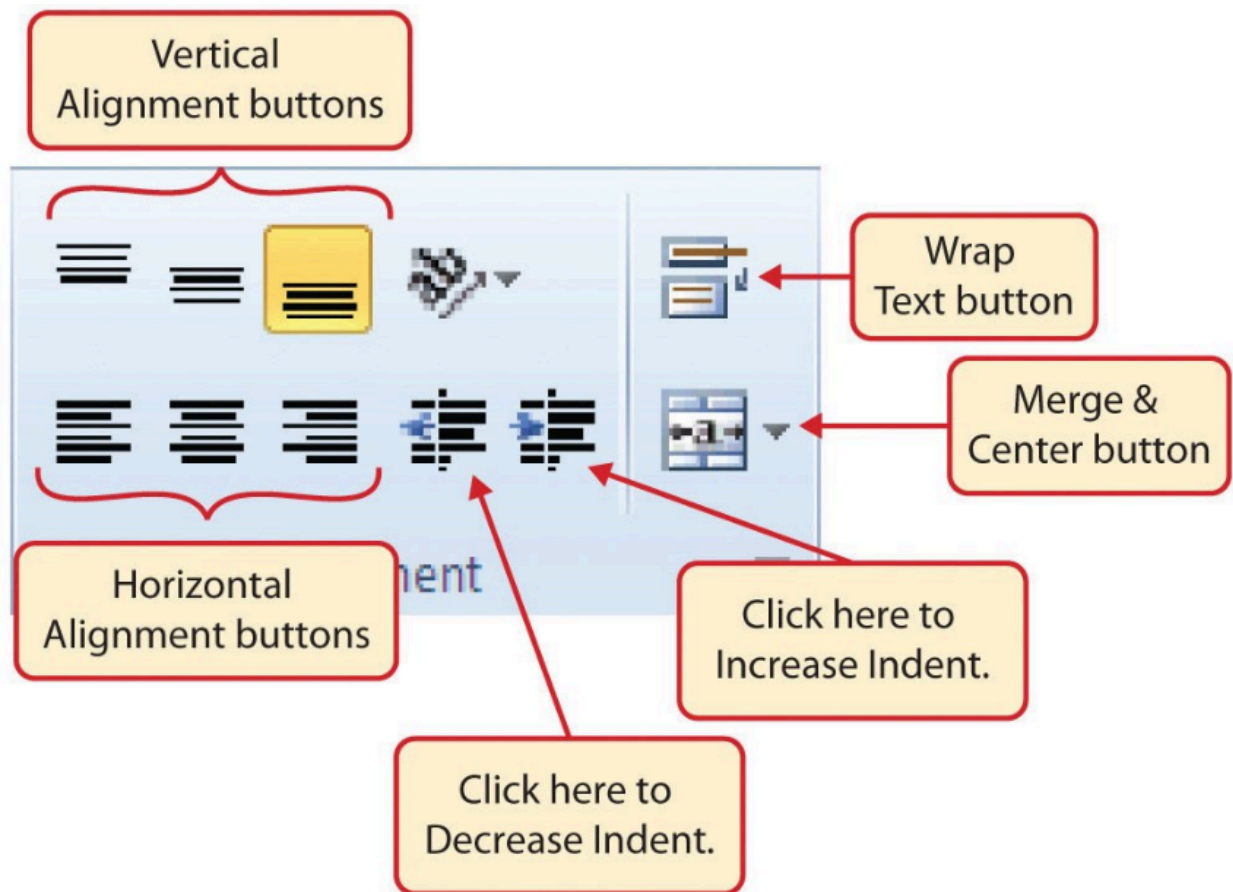 Vertical
Alignment buttons
Wrap
Text button
a
Merge &
Center button
Horizontal
Alignment buttons
Click here to
Increase Indent.
Click here to
Decrease Indent.